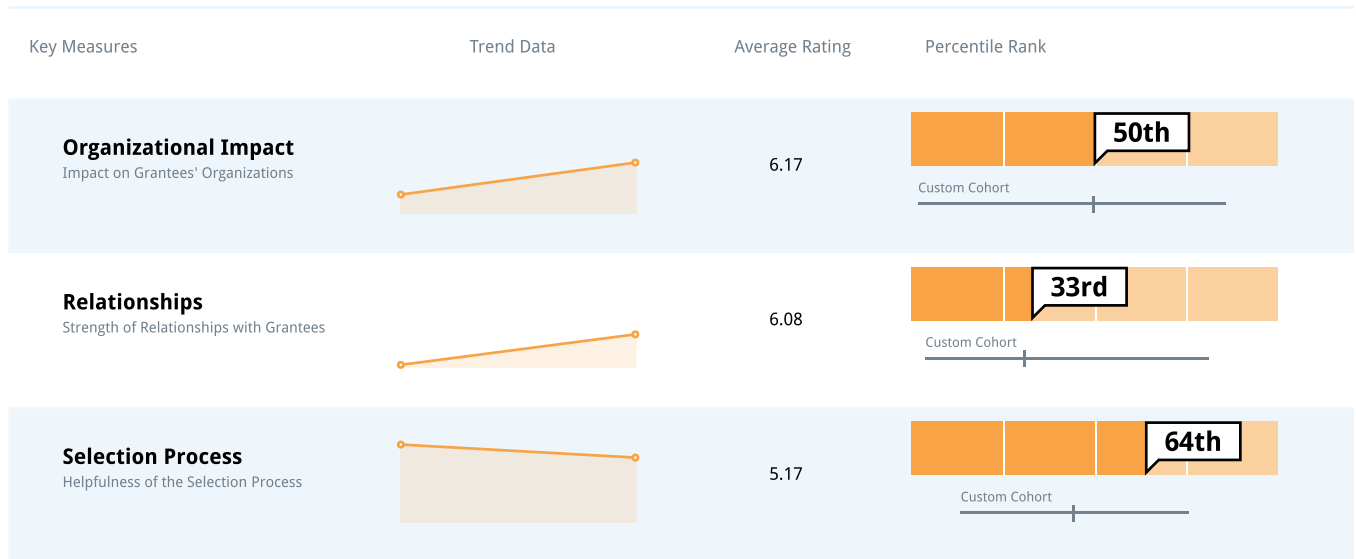 Key Measures
Trend Data
Average Rating
Percentile Rank
Organizational Impact
Impact on Grantees' Organizations
6.17
50th
Custom Cohort
Relationships
Strength of Relationships with Grantees
6.08
33rd
Custom Cohort
Selection Process
Helpfulness of the Selection Process
5.17
64th
Custom Cohort